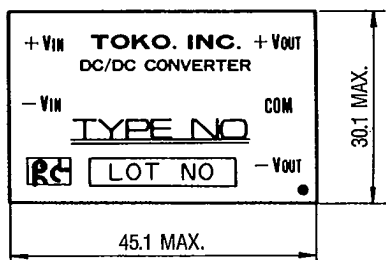 +VIN TOKO. INC. +VOUT
DC/DC CONVERTER
-VIN COM
TYPE NO
LOT NO -VOUT
30.1 MAX.
45.1 MAX.